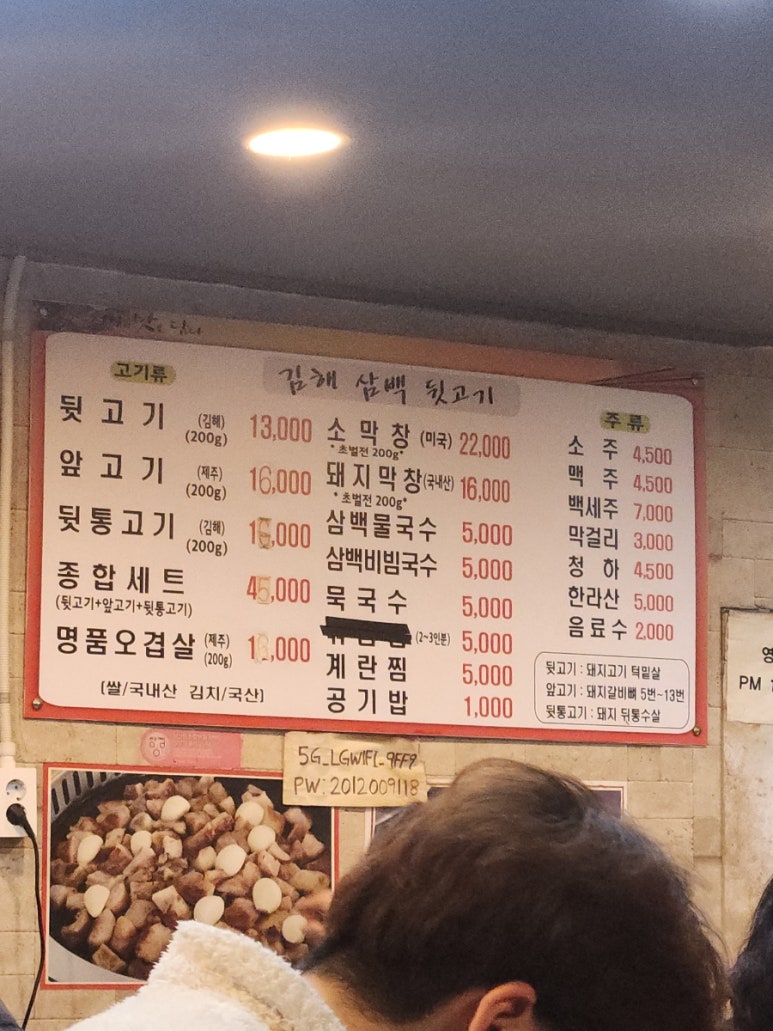 고기류
김해 삼백 뒷고기
뒷고기 (김해) (200g) 13,000
앞고기 (제주) (200g) 16,000
뒷통고기 (김해) (200g)
종합세트 45,000
(뒷고기+앞고기+뒷통고기)
명품오겹살 (제주) (200g)
(쌀/국내산 김치/국산)
소막창 (미국) 22,000
*초벌전 200g*
돼지막창 (국내산) 16,000
*초벌전 200g*
삼백물국수 5,000
삼백비빔국수 5,000
묵국수 5,000
(2~3인분) 5,000
계란찜 5,000
공기밥 1,000
주류
소주 4,500
맥주 4,500
백세주 7,000
막걸리 3,000
청하 4,500
한라산 5,000
음료수 2,000
뒷고기 : 돼지고기 턱밑살
앞고기 : 돼지갈비뼈 5번~13번
뒷통고기 : 돼지 뒤통수살
PM
5G_LGWIFI_9FF9
PW: 2012009118